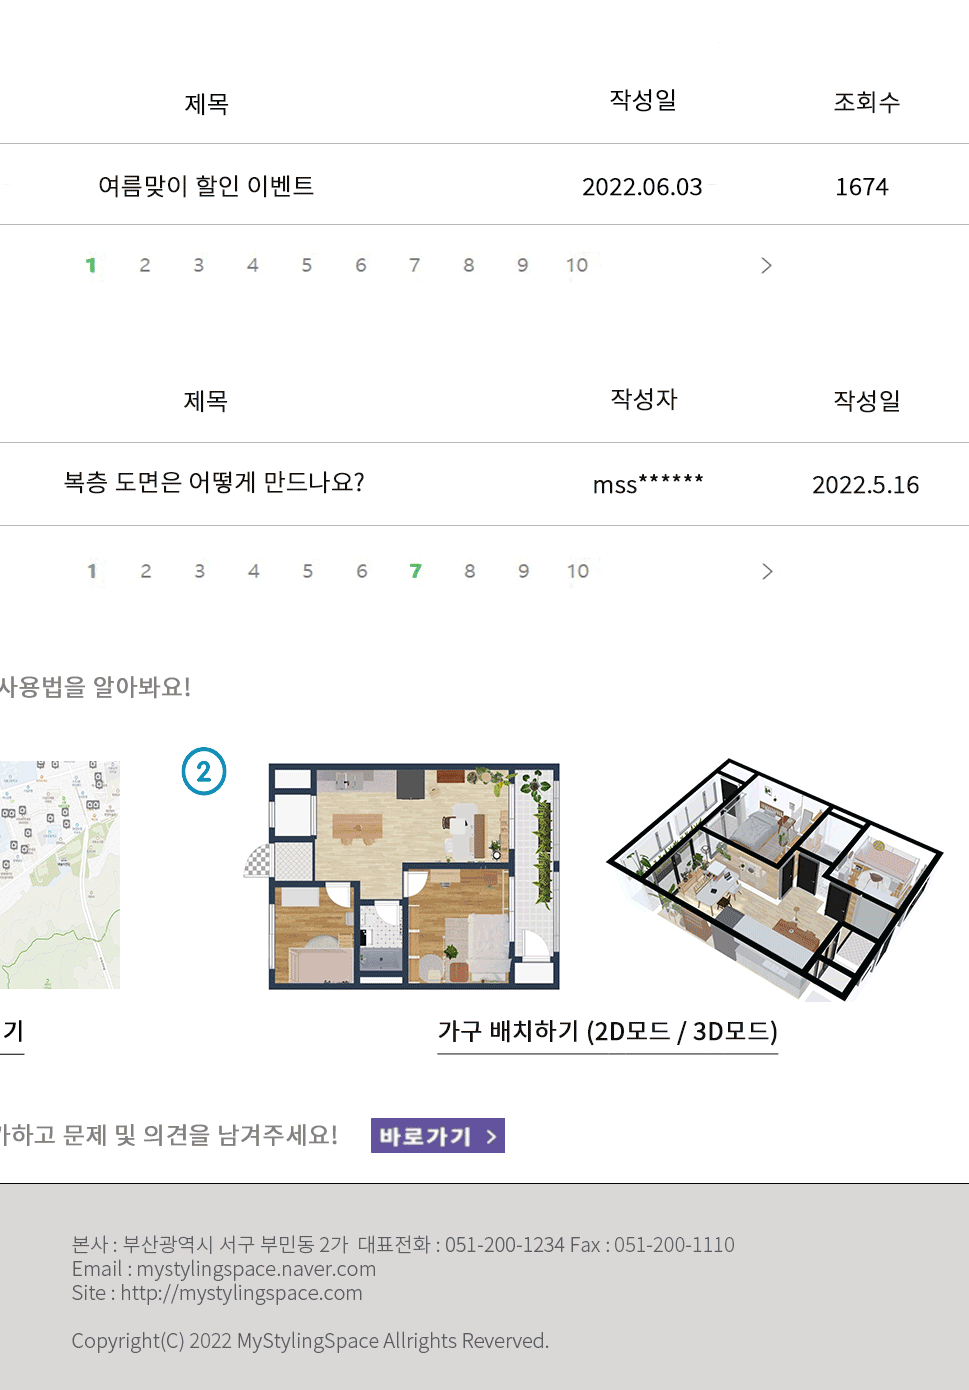 제목 작성일 조회수
여름맞이 할인 이벤트 2022.06.03 1674
1 2 3 4 5 6 7 8 9 10 >
제목 작성자 작성일
복층 도면은 어떻게 만드나요? mss****** 2022.5.16
1 2 3 4 5 6 7 8 9 10 >
사용법을 알아봐요!
2
기 가구 배치하기 (2D모드 / 3D모드)
하고 문제 및 의견을 남겨주세요! 바로가기 >
본사 : 부산광역시 서구 부민동 2가 대표전화 : 051-200-1234 Fax : 051-200-1110
Email : mystylingspace.naver.com
Site : http://mystylingspace.com
Copyright(C) 2022 MyStylingSpace Allrights Reverved.